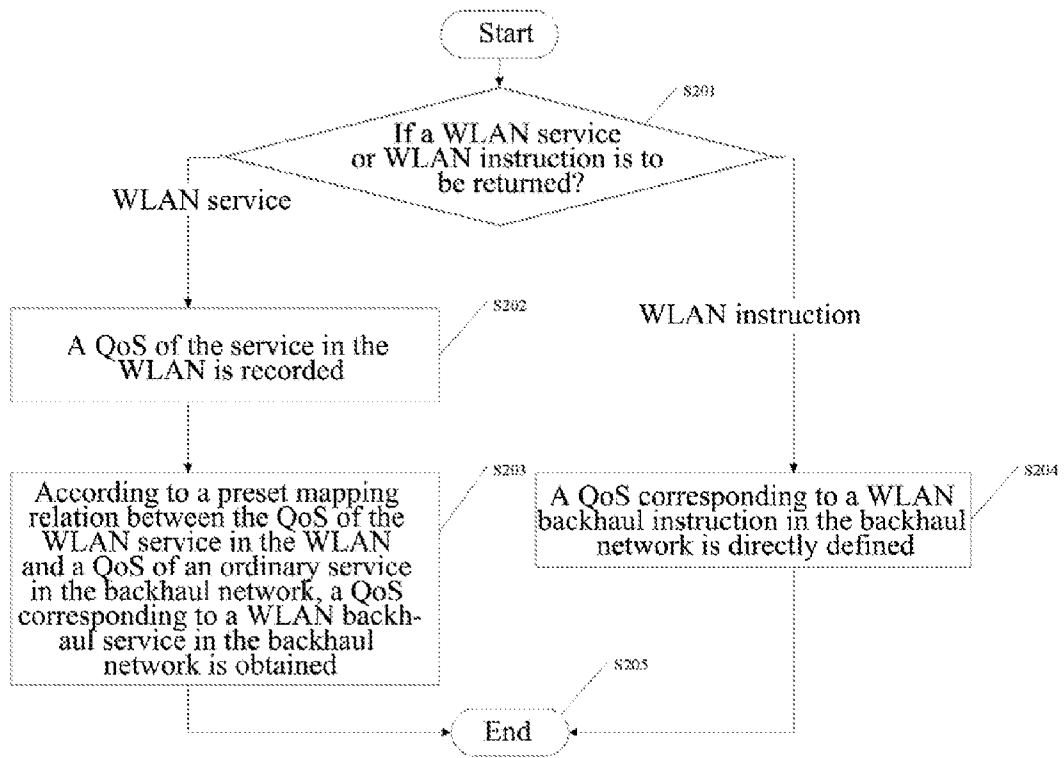 Start
S201
If a WLAN service
or WLAN instruction is to
be returned?
WLAN service
WLAN instruction
S202
A QoS of the service in the
WLAN is recorded
S203
According to a preset mapping
relation between the QoS of the
WLAN service in the WLAN
and a QoS of an ordinary service
in the backhaul network, a QoS
corresponding to a WLAN backh-
aul service in the backhaul
network is obtained
S204
A QoS corresponding to a WLAN
backhaul instruction in the backhaul
network is directly defined
S205
End